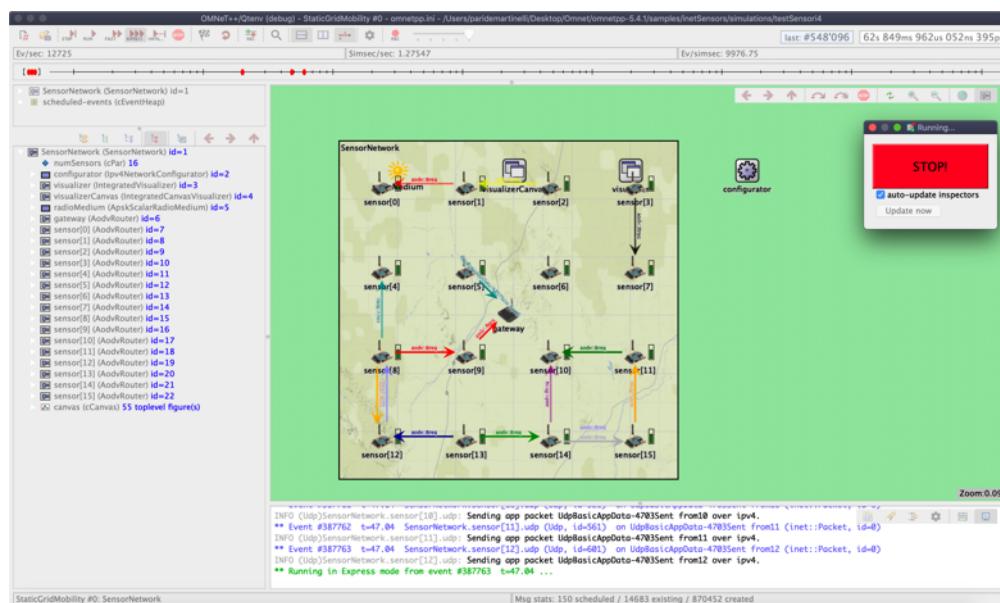 OMNeT++/Qtenv (debug) - StaticGridMobility #0 - omnetpp.ini - /Users/paridemartinelli/Desktop/Omnet/omnetpp-5.4.1/samples/inetSensors/simulations/testSensori4
STEP RUN FAST
last: #548'096 62s 849ms 962us 052ns 395p
Ev/sec: 12725 Simsec/sec: 1.27547 Ev/simsec: 9976.75
SensorNetwork (SensorNetwork) id=1
scheduled-events (cEventHeap)
SensorNetwork (SensorNetwork) id=1
numSensors (cPar) 16
configurator (Ipv4NetworkConfigurator) id=2
visualizer (IntegratedVisualizer) id=3
visualizerCanvas (IntegratedCanvasVisualizer) id=4
radioMedium (ApskScalarRadioMedium) id=5
gateway (AodvRouter) id=6
sensor[0] (AodvRouter) id=7
sensor[1] (AodvRouter) id=8
sensor[2] (AodvRouter) id=9
sensor[3] (AodvRouter) id=10
sensor[4] (AodvRouter) id=11
sensor[5] (AodvRouter) id=12
sensor[6] (AodvRouter) id=13
sensor[7] (AodvRouter) id=14
sensor[8] (AodvRouter) id=15
sensor[9] (AodvRouter) id=16
sensor[10] (AodvRouter) id=17
sensor[11] (AodvRouter) id=18
sensor[12] (AodvRouter) id=19
sensor[13] (AodvRouter) id=20
sensor[14] (AodvRouter) id=21
sensor[15] (AodvRouter) id=22
canvas (cCanvas) 55 toplevel figure(s)
Running...
STOP!
auto-update inspectors
Update now
SensorNetwork
visualizerCanva
configurator
sensor[0] sensor[1] sensor[2] sensor[3]
sensor[4] sensor[5] sensor[6] sensor[7]
gateway
sensor[8] sensor[9] sensor[10] sensor[11]
sensor[12] sensor[13] sensor[14] sensor[15]
Zoom:0.09
INFO (Udp)SensorNetwork.sensor[10].udp: Sending app packet UdpBasicAppData-4703Sent from10 over ipv4.
** Event #387762 t=47.04 SensorNetwork.sensor[11].udp (Udp, id=561) on UdpBasicAppData-4703Sent from11 (inet::Packet, id=0)
INFO (Udp)SensorNetwork.sensor[11].udp: Sending app packet UdpBasicAppData-4703Sent from11 over ipv4.
** Event #387763 t=47.04 SensorNetwork.sensor[12].udp (Udp, id=601) on UdpBasicAppData-4703Sent from12 (inet::Packet, id=0)
INFO (Udp)SensorNetwork.sensor[12].udp: Sending app packet UdpBasicAppData-4703Sent from12 over ipv4.
** Running in Express mode from event #387763 t=47.04 ...
StaticGridMobility #0: SensorNetwork Msg stats: 150 scheduled / 14683 existing / 870452 created